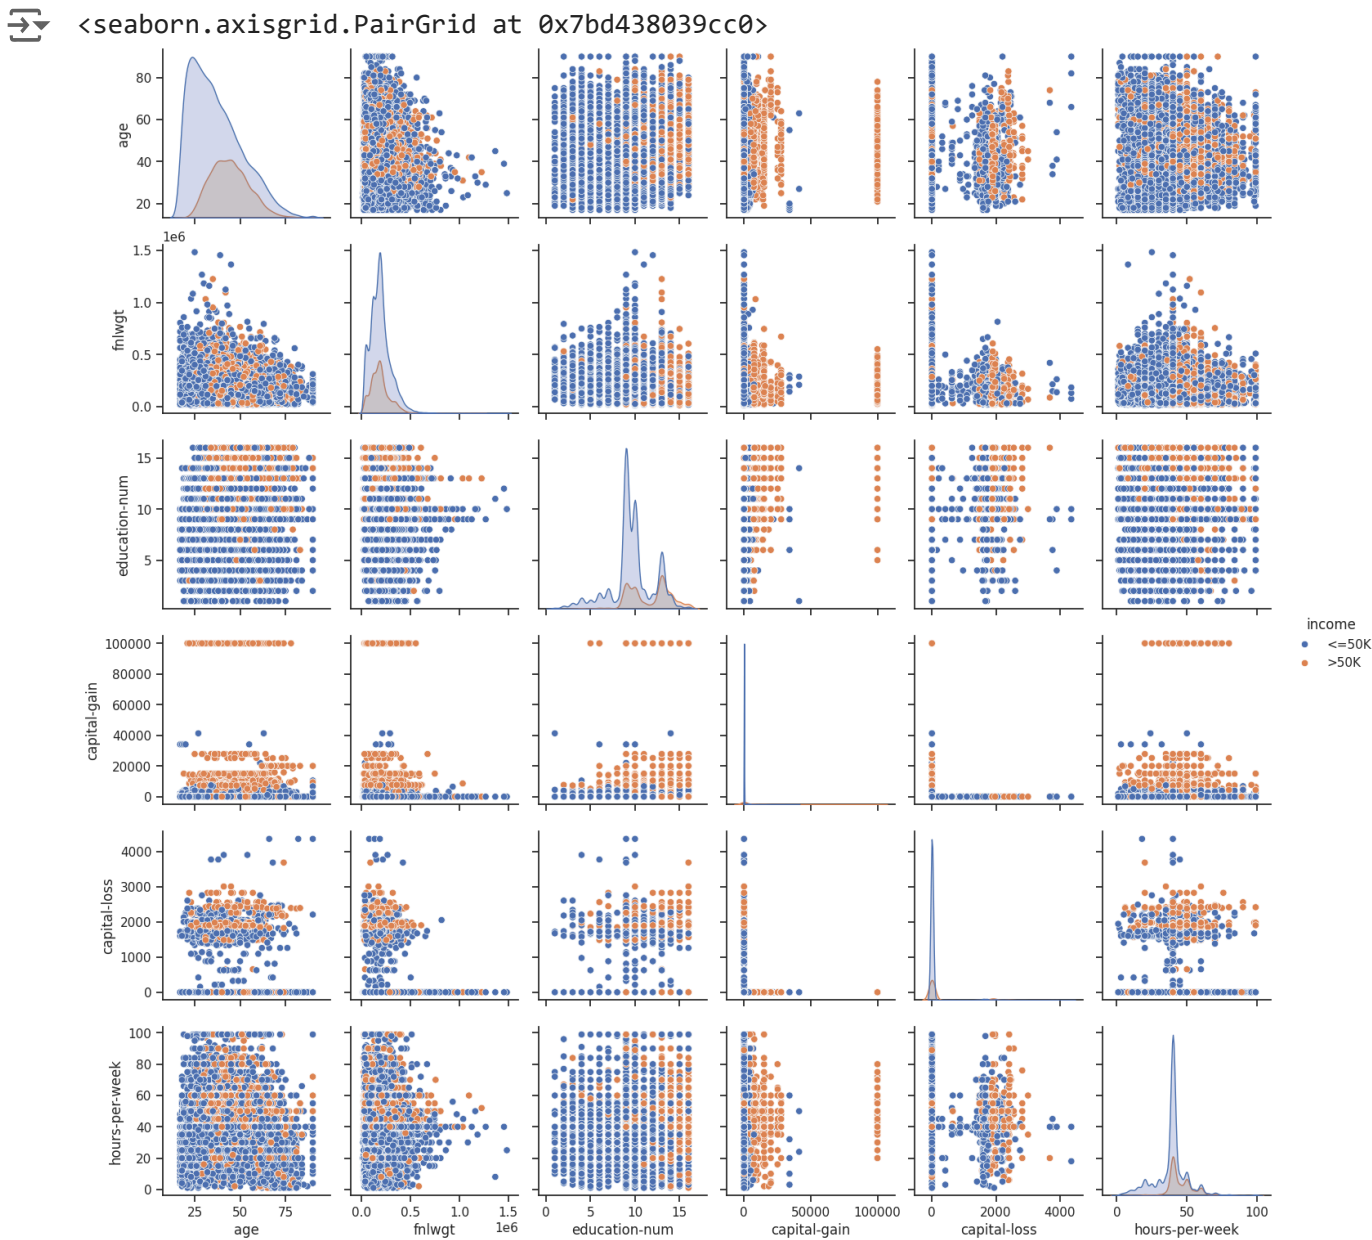 <seaborn.axisgrid.PairGrid at 0x7bd438039cc0>
80
60
40
20
age
1e6
1.5
1.0
0.5
0.0
fnlwgt
15
10
5
education-num
100000
80000
60000
40000
20000
0
capital-gain
income
<=50K
>50K
4000
3000
2000
1000
0
capital-loss
100
80
60
40
20
0
hours-per-week
25 50 75
age
0.0 0.5 1.0 1.5
1e6
fnlwgt
0 5 10 15
education-num
0 50000 100000
capital-gain
0 2000 4000
capital-loss
0 50 100
hours-per-week